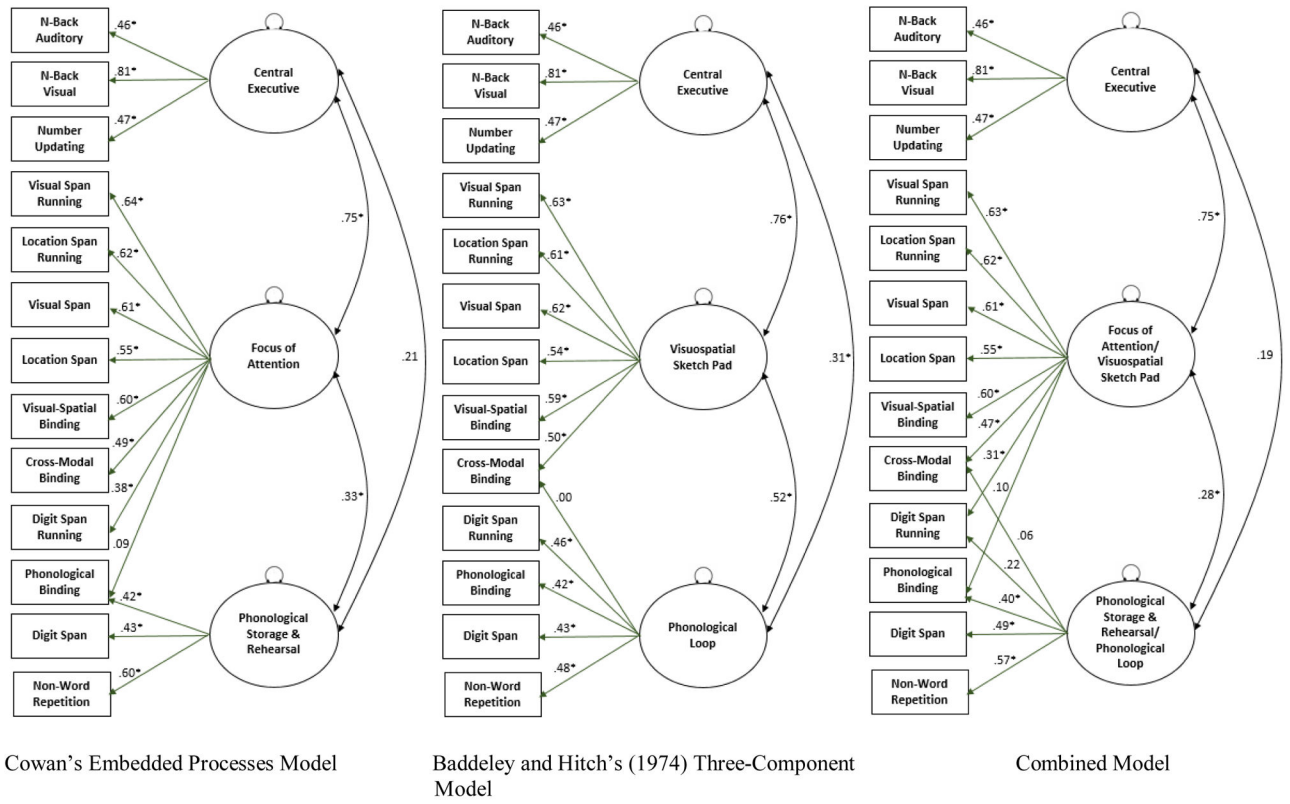 N-Back
Auditory
.46*
N-Back
Visual
.81*
Number
Updating
.47*
Central
Executive
Visual Span
Running
.64*
Location Span
Running
.62*
Visual Span
.61*
Location Span
.55*
Visual-Spatial
Binding
.60*
Cross-Modal
Binding
.49*
Digit Span
Running
.38*
Phonological
Binding
.09
.42*
Digit Span
.43*
Non-Word
Repetition
.60*
Focus of
Attention
Phonological
Storage &
Rehearsal
.75*
.21
.33*
Cowan's Embedded Processes Model
N-Back
Auditory
.46*
N-Back
Visual
.81*
Number
Updating
.47*
Central
Executive
Visual Span
Running
.63*
Location Span
Running
.61*
Visual Span
.62*
Location Span
.54*
Visual-Spatial
Binding
.59*
Cross-Modal
Binding
.50*
.00
Digit Span
Running
.46*
Phonological
Binding
.42*
Digit Span
.43*
Non-Word
Repetition
.48*
Visuospatial
Sketch Pad
Phonological
Loop
.76*
.31*
.52*
Baddeley and Hitch's (1974) Three-Component
Model
N-Back
Auditory
.46*
N-Back
Visual
.81*
Number
Updating
.47*
Central
Executive
Visual Span
Running
.63*
Location Span
Running
.62*
Visual Span
.61*
Location Span
.55*
Visual-Spatial
Binding
.60*
Cross-Modal
Binding
.47*
.31*
.10
Digit Span
Running
.06
.22
Phonological
Binding
.40*
Digit Span
.49*
Non-Word
Repetition
.57*
Focus of
Attention/
Visuospatial
Sketch Pad
Phonological
Storage &
Rehearsal/
Phonological
Loop
.75*
.19
.28*
Combined Model